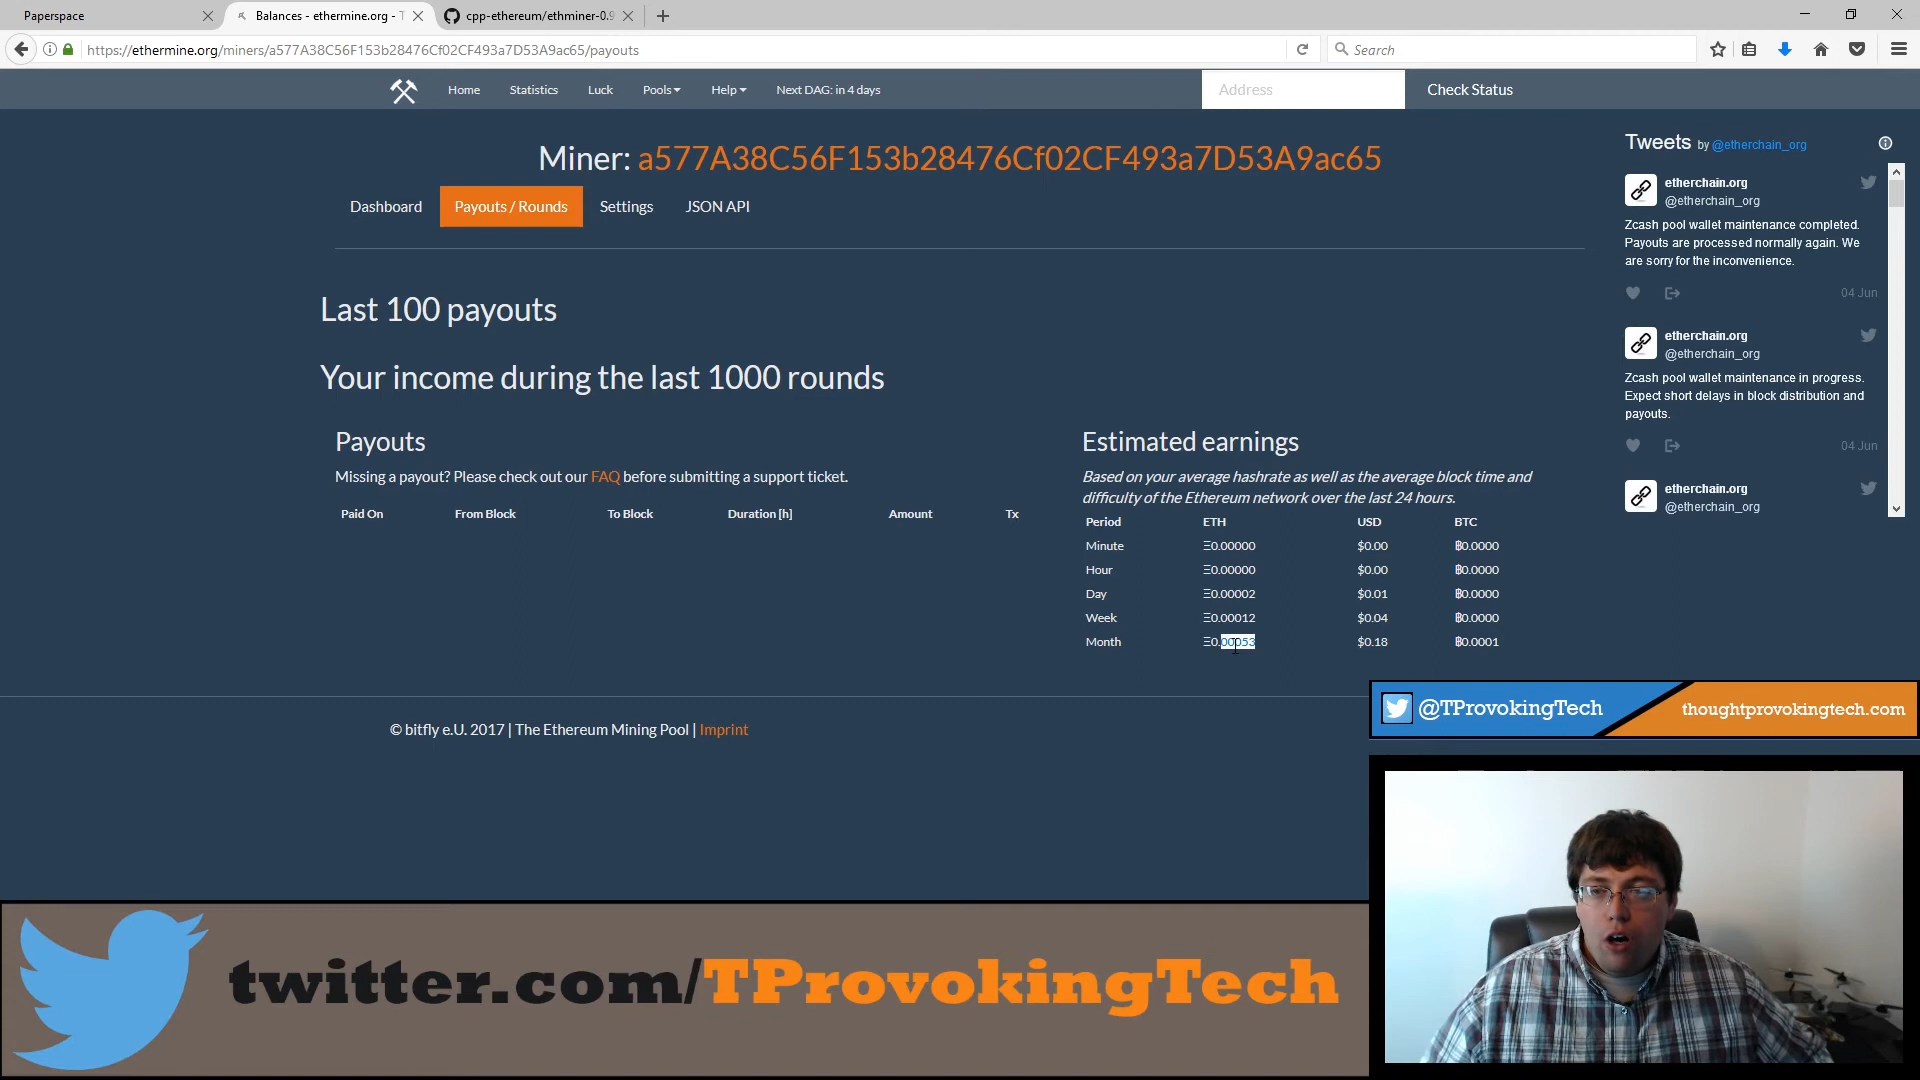 Paperspace
Balances - ethermine.org - T
cpp-ethereum/ethminer-0.9
https://ethermine.org/miners/a577A38C56F153b28476Cf02CF493a7D53A9ac65/payouts
Search
Home
Statistics
Luck
Pools
Help
Next DAG: in 4 days
Address
Check Status
Miner: a577A38C56F153b28476Cf02CF493a7D53A9ac65
Dashboard
Payouts / Rounds
Settings
JSON API
Last 100 payouts
Your income during the last 1000 rounds
Payouts
Missing a payout? Please check out our FAQ before submitting a support ticket.
Paid On From Block To Block Duration [h] Amount Tx
Estimated earnings
Based on your average hashrate as well as the average block time and
difficulty of the Ethereum network over the last 24 hours.
Period ETH USD BTC
Minute Ξ0.00000 $0.00 ฿0.0000
Hour Ξ0.00000 $0.00 ฿0.0000
Day Ξ0.00002 $0.01 ฿0.0000
Week Ξ0.00012 $0.04 ฿0.0000
Month Ξ0.00053 $0.18 ฿0.0001
Tweets by @etherchain_org
etherchain.org
@etherchain_org
Zcash pool wallet maintenance completed.
Payouts are processed normally again. We
are sorry for the inconvenience.
04 Jun
etherchain.org
@etherchain_org
Zcash pool wallet maintenance in progress.
Expect short delays in block distribution and
payouts.
04 Jun
etherchain.org
@etherchain_org
© bitfly e.U. 2017 | The Ethereum Mining Pool | Imprint
@TProvokingTech
thoughtprovokingtech.com
twitter.com/TProvokingTech